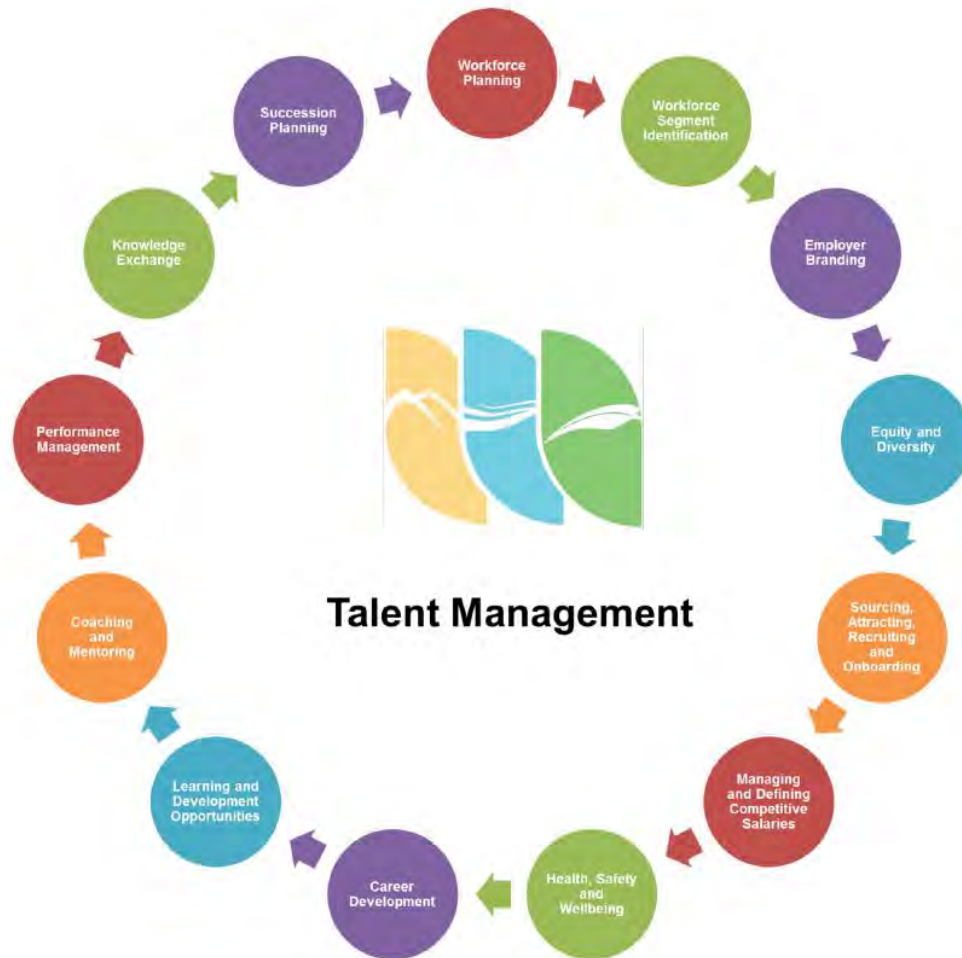 Workforce
Planning
Workforce
Segment
Identification
Employer
Branding
Equity and
Diversity
Sourcing,
Attracting,
Recruiting
and
Onboarding
Managing
and Defining
Competitive
Salaries
Health, Safety
and
Wellbeing
Career
Development
Learning and
Development
Opportunities
Coaching
and
Mentoring
Performance
Management
Knowledge
Exchange
Succession
Planning
Talent Management